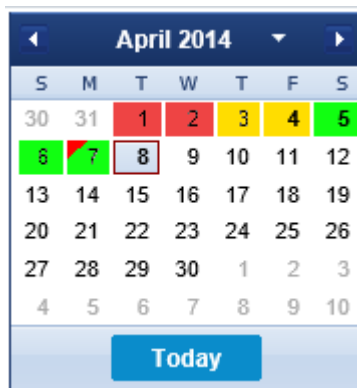 April 2014
S M T W T F S
30 31 1 2 3 4 5
6 7 8 9 10 11 12
13 14 15 16 17 18 19
20 21 22 23 24 25 26
27 28 29 30 1 2 3
4 5 6 7 8 9 10
Today